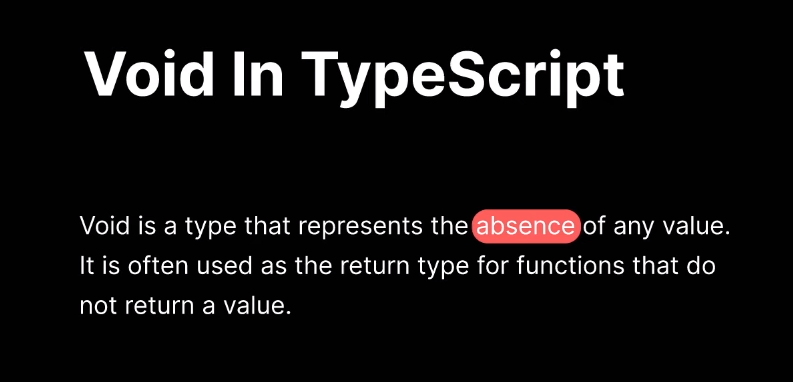 Void In TypeScript
Void is a type that represents the absence of any value.
It is often used as the return type for functions that do
not return a value.